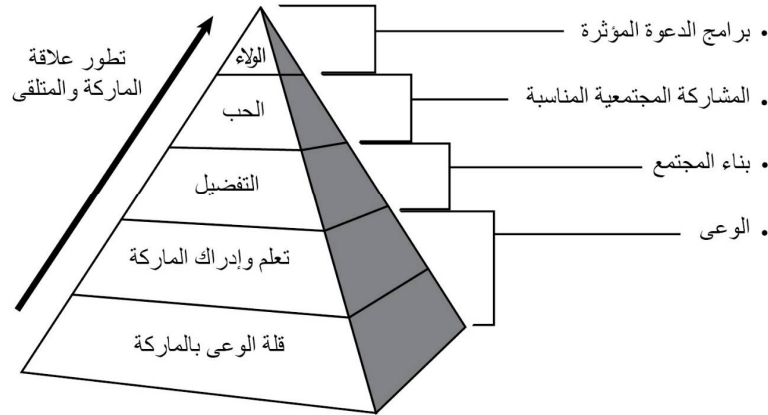 تطور علاقة
الماركة والمتلقى
الولاء
الحب
التفضيل
تعلم وإدراك الماركة
قلة الوعى بالماركة
• برامج الدعوة المؤثرة
• المشاركة المجتمعية المناسبة
• بناء المجتمع
• الوعى